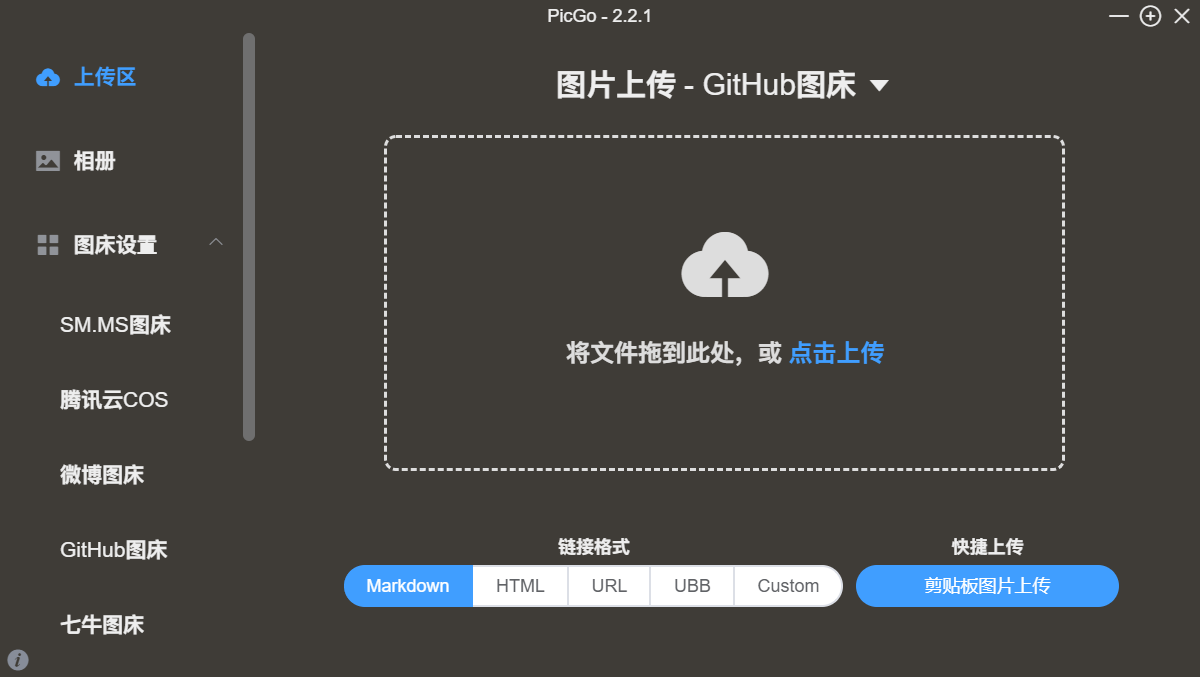 PicGo - 2.2.1
上传区
相册
图床设置
SM.MS图床
腾讯云COS
微博图床
GitHub图床
七牛图床
图片上传 - GitHub图床
将文件拖到此处，或 点击上传
链接格式
Markdown HTML URL UBB Custom
快捷上传
剪贴板图片上传